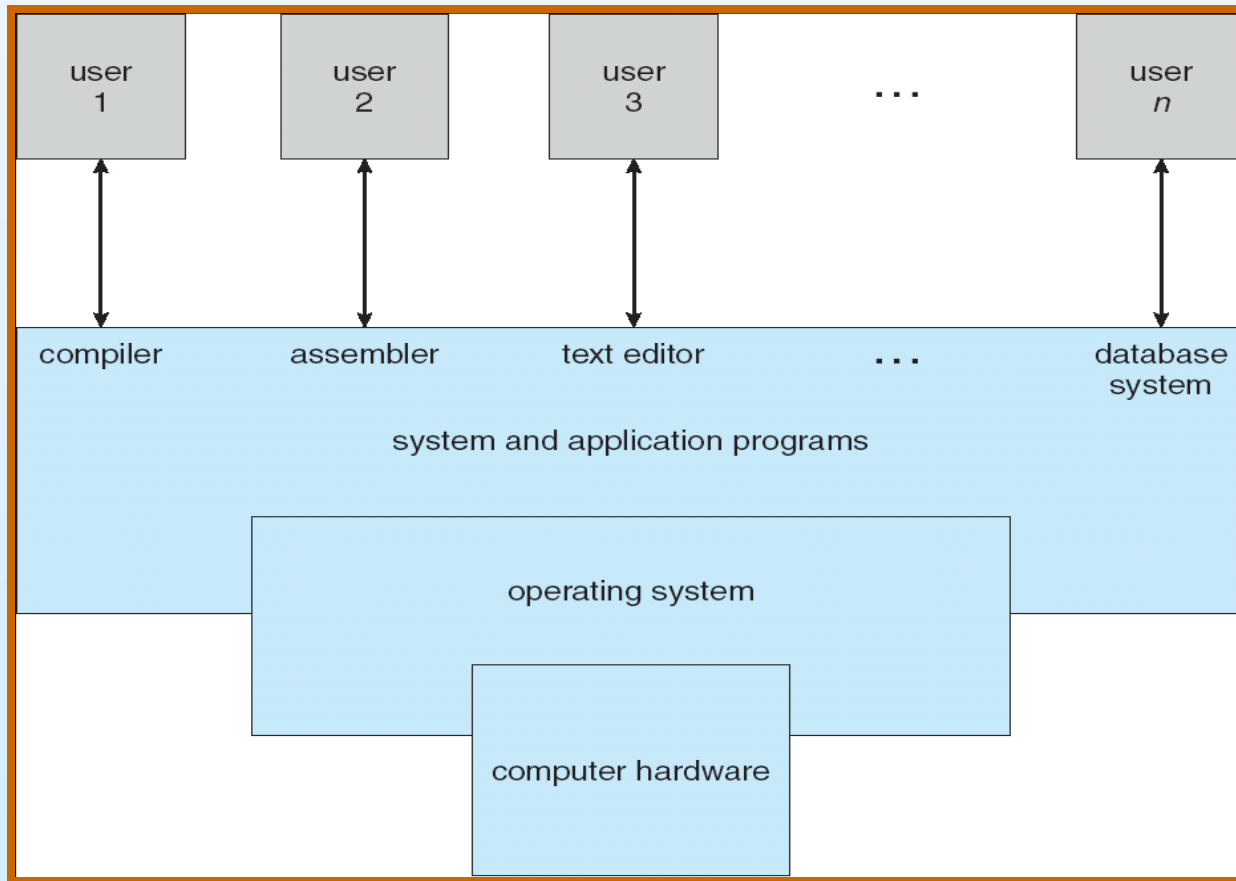 user
1
user
2
user
3
...
user
n
compiler
assembler
text editor
...
database
system
system and application programs
operating system
computer hardware